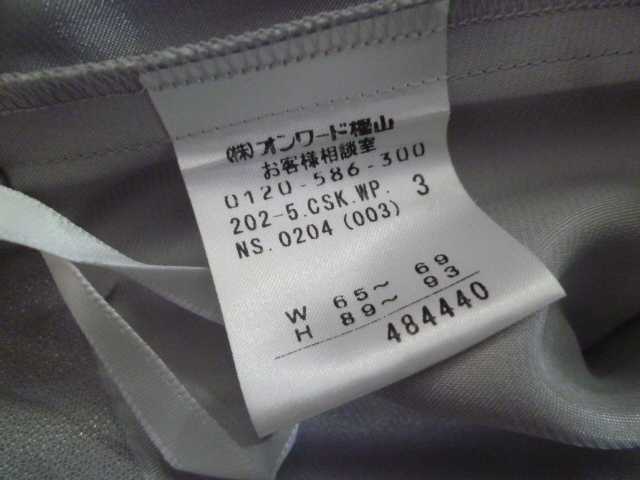 (株)オンワード樫山
お客様相談室
0120-586-300
202-5.CSK.WP. 3
NS.0204(003)
W 65～ 69
H 89～ 93
484440